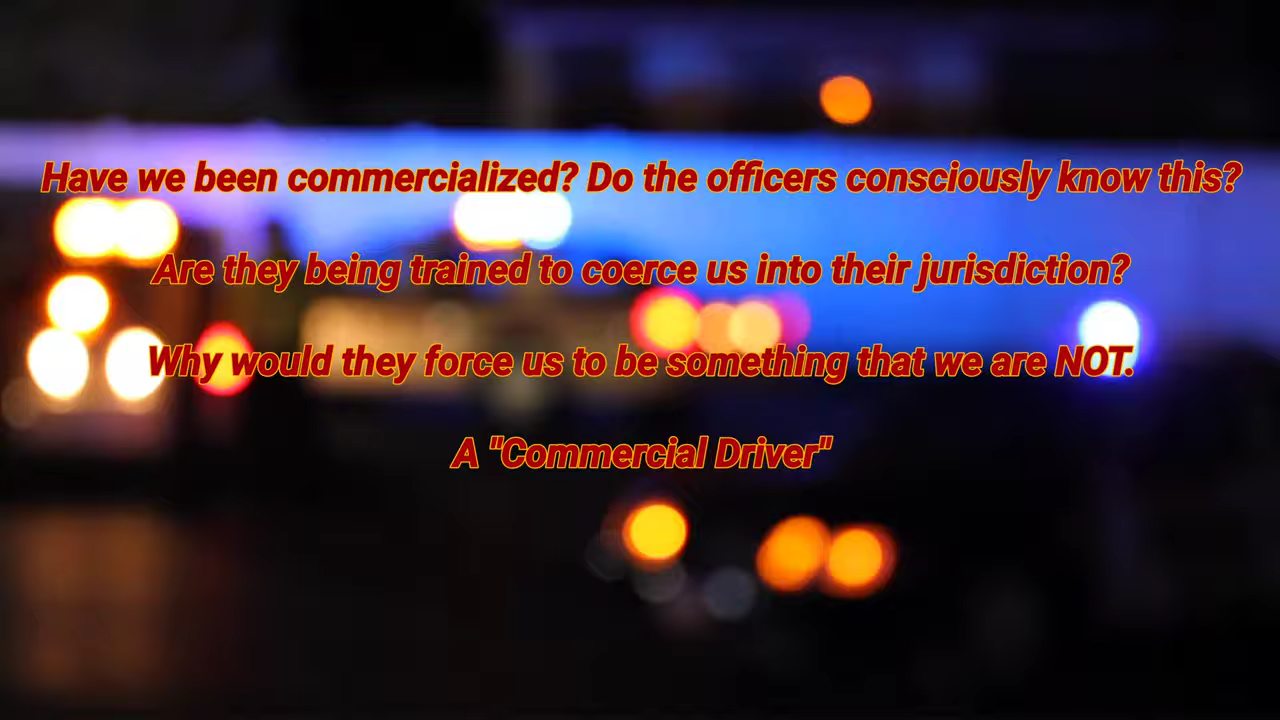 Have we been commercialized? Do the officers consciously know this?
Are they being trained to coerce us into their jurisdiction?
Why would they force us to be something that we are NOT.
A "Commercial Driver"